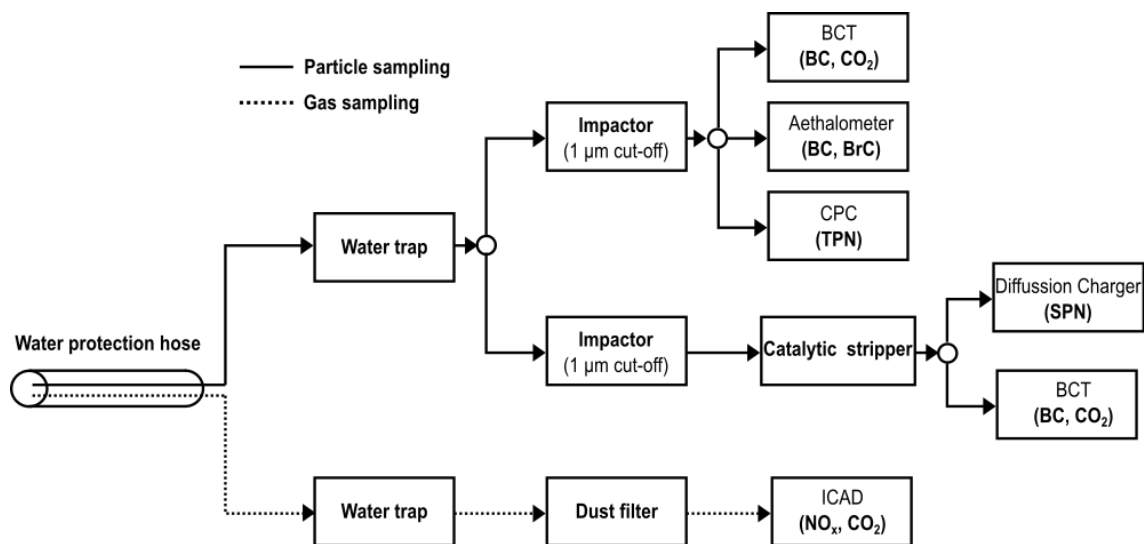 Particle sampling
Gas sampling
BCT
(BC, CO₂)
Impactor
(1 µm cut-off)
Aethalometer
(BC, BrC)
CPC
(TPN)
Water trap
Water protection hose
Impactor
(1 µm cut-off)
Catalytic stripper
Diffussion Charger
(SPN)
BCT
(BC, CO₂)
Water trap
Dust filter
ICAD
(NOₓ, CO₂)